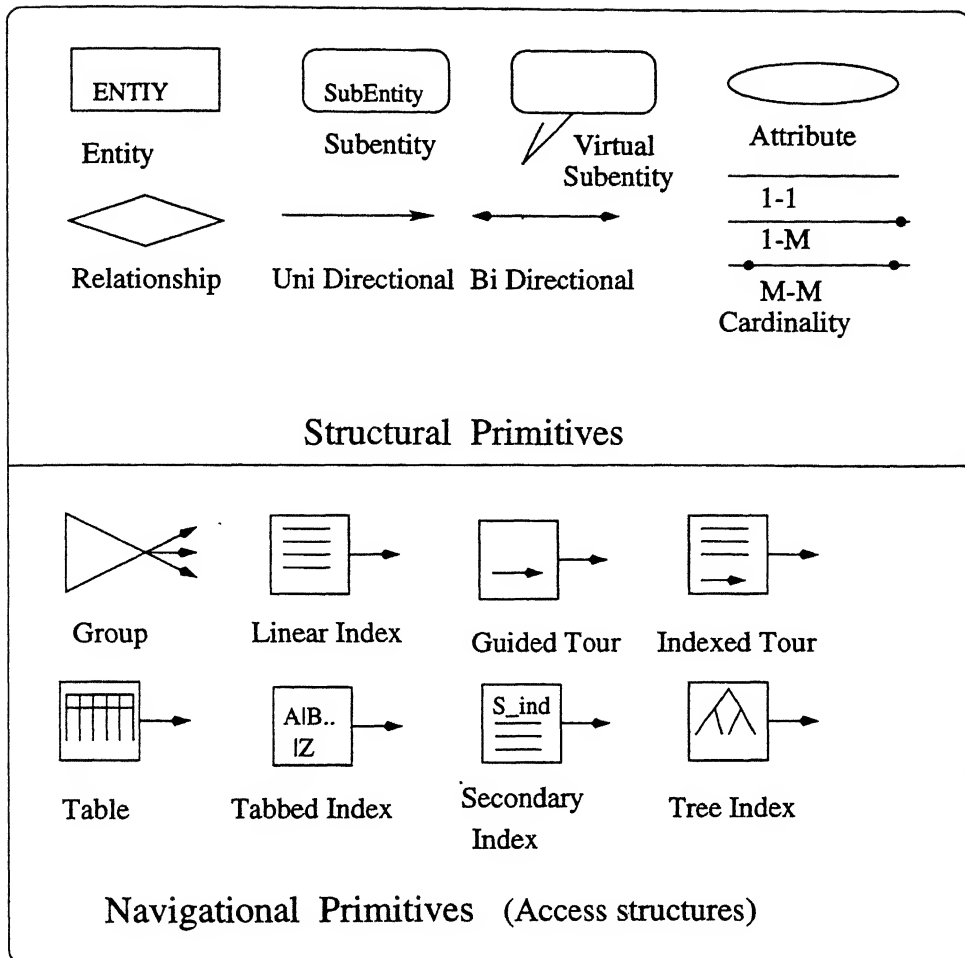 ENTIY
SubEntity
Entity
Subentity
Virtual
Subentity
Attribute
1-1
1-M
M-M
Cardinality
Relationship
Uni Directional
Bi Directional
Structural Primitives
Group
Linear Index
Guided Tour
Indexed Tour
A|B..
|Z
S_ind
Table
Tabbed Index
Secondary
Index
Tree Index
Navigational Primitives (Access structures)